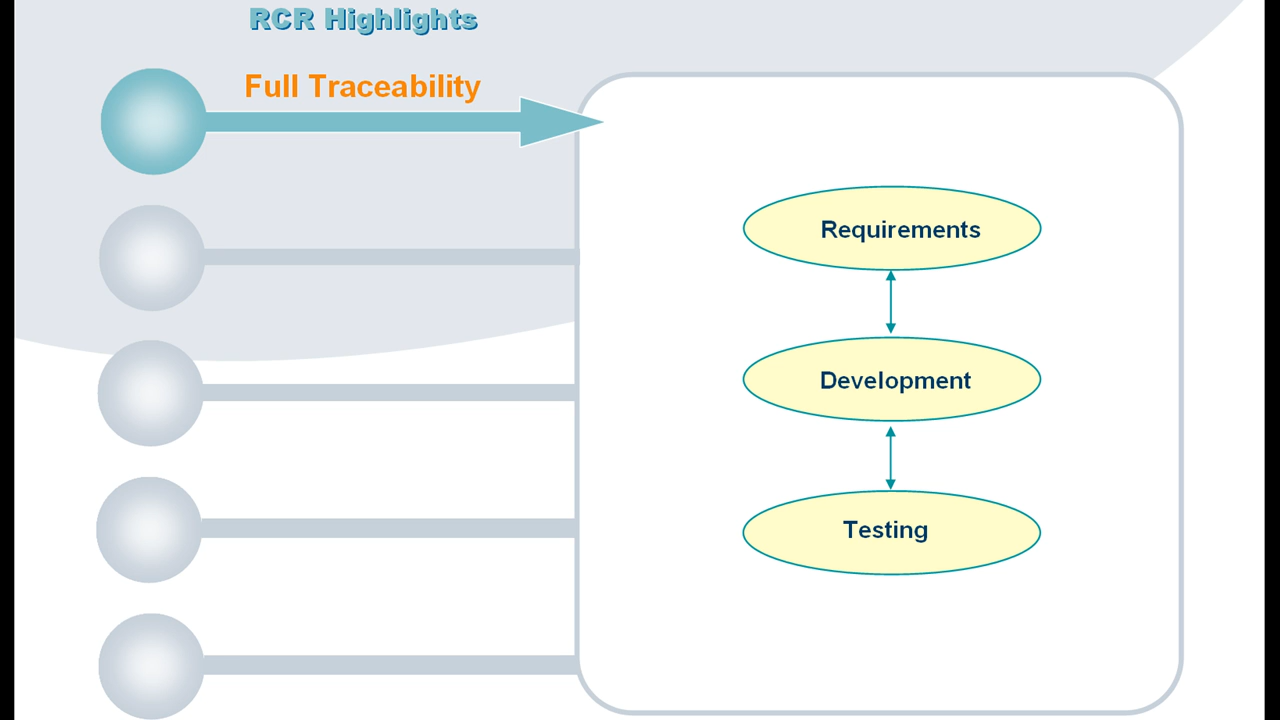 RCR Highlights
Full Traceability
Requirements
Development
Testing